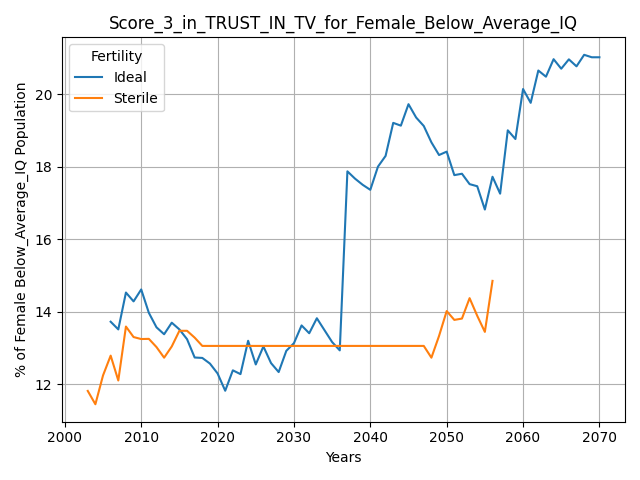 Score_3_in_TRUST_IN_TV_for_Female_Below_Average_IQ
Fertility
Ideal
Sterile
% of Female Below_Average_IQ Population
20
18
16
14
12
2000 2010 2020 2030 2040 2050 2060 2070
Years